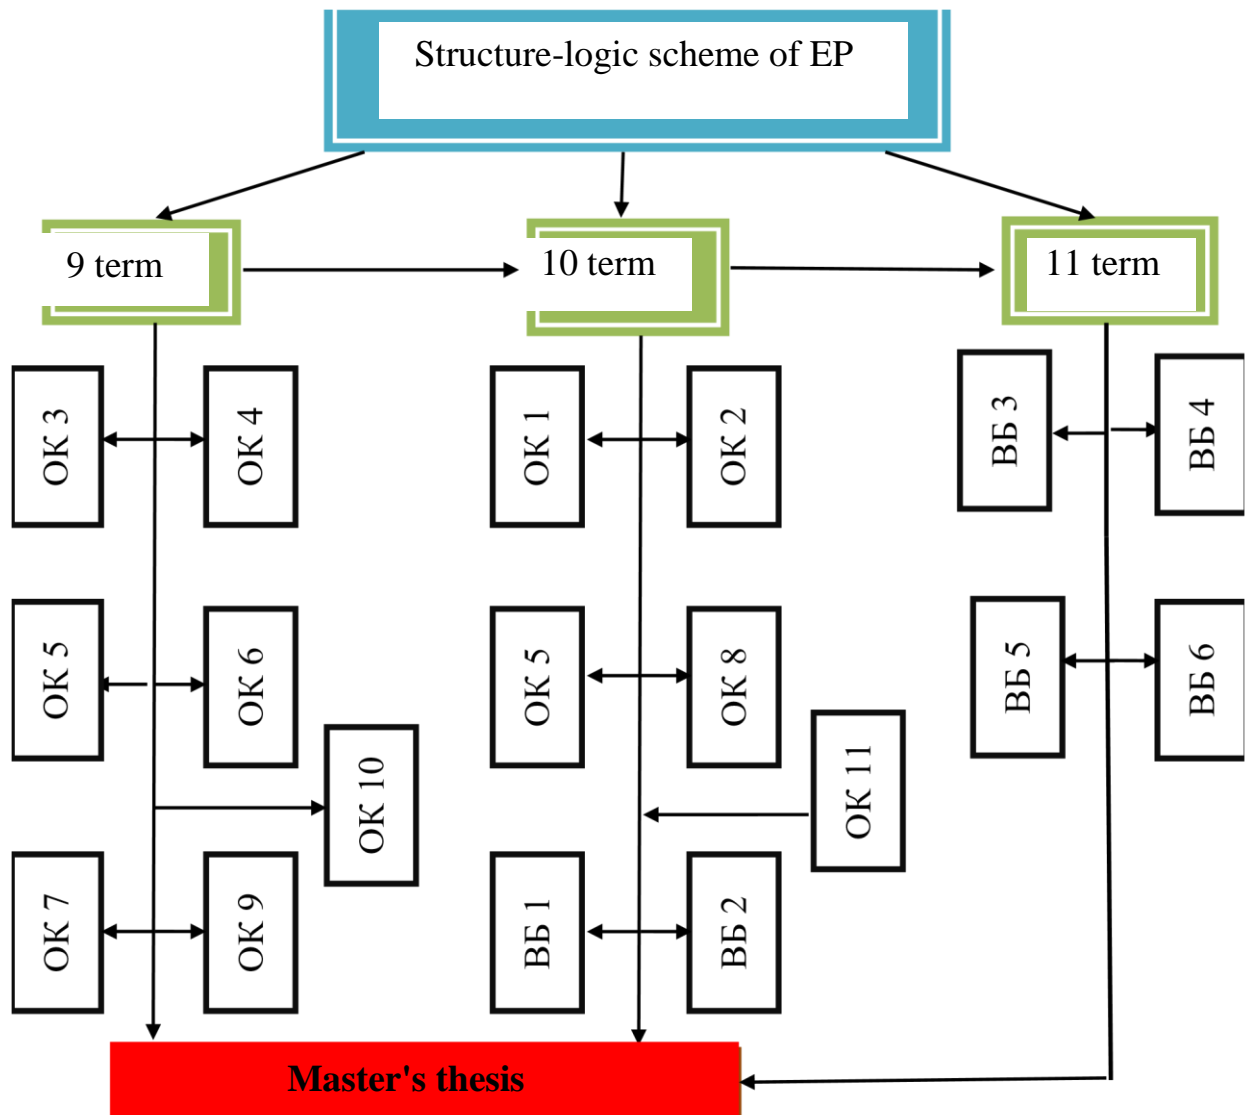 Structure-logic scheme of EP
9 term
10 term
11 term
ОК 3
ОК 4
ОК 1
ОК 2
ВБ 3
ВБ 4
ОК 5
ОК 6
ОК 5
ОК 8
ВБ 5
ВБ 6
ОК 10
ОК 11
ОК 7
ОК 9
ВБ 1
ВБ 2
Master's thesis